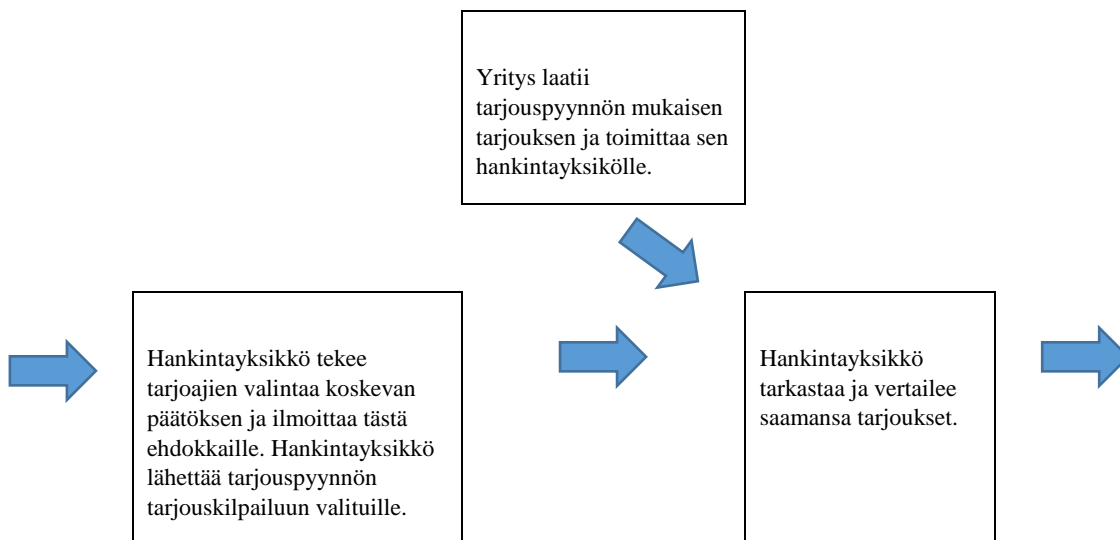 Yritys laatii
tarjouspyynnön mukaisen
tarjouksen ja toimittaa sen
hankintayksikölle.
Hankintayksikkö tekee
tarjoajien valintaa koskevan
päätöksen ja ilmoittaa tästä
ehdokkaille. Hankintayksikkö
lähettää tarjouspyynnön
tarjouskilpailuun valituille.
Hankintayksikkö
tarkastaa ja vertailee
saamansa tarjoukset.